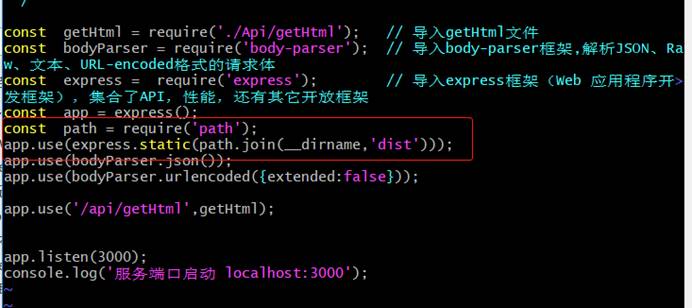 const  getHtml = require('./Api/getHtml');   // 导入getHtml文件
const  bodyParser = require('body-parser');  // 导入body-parser框架,解析JSON、Ra
w、文本、URL-encoded格式的请求体
const  express =  require('express');        // 导入express框架（Web 应用程序开>
发框架），集合了API，性能，还有其它开放框架
const  app = express();
const  path = require('path');
app.use(express.static(path.join(__dirname,'dist')));
app.use(bodyParser.json());
app.use(bodyParser.urlencoded({extended:false}));
app.use('/api/getHtml',getHtml);
app.listen(3000);
console.log('服务端口启动 localhost:3000');
~
~